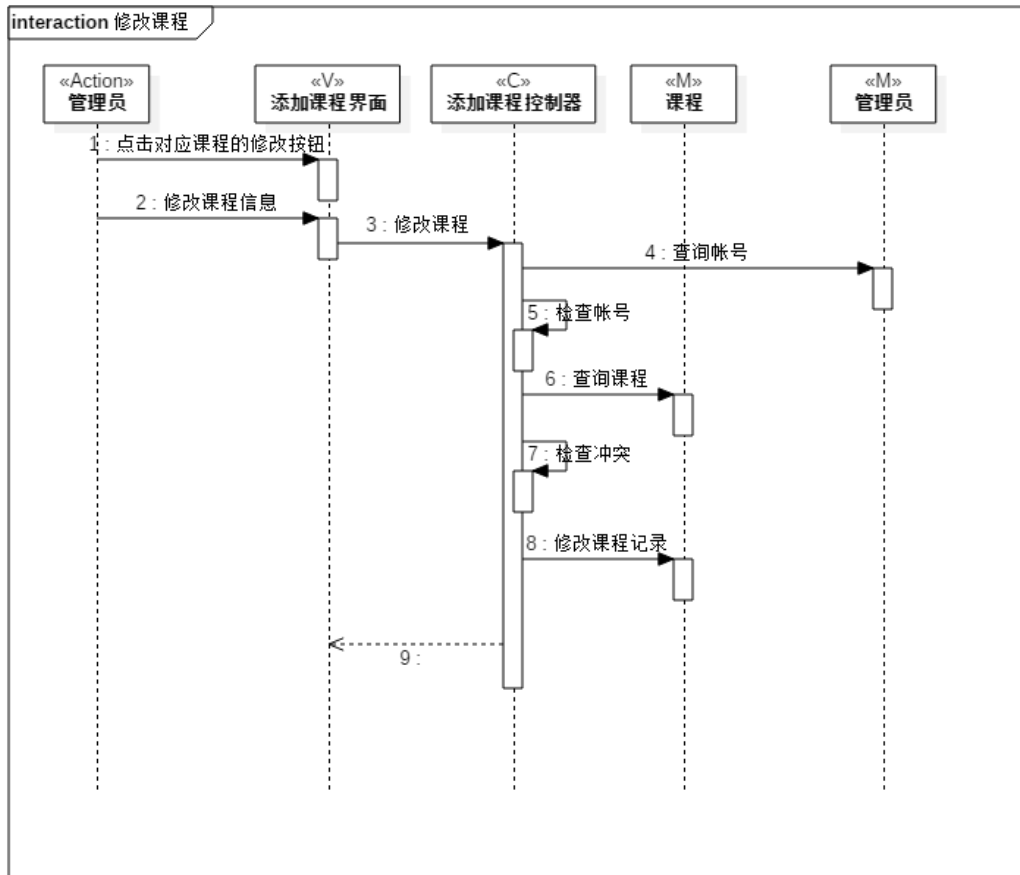 interaction 修改课程
«Action»
管理员
«V»
添加课程界面
«C»
添加课程控制器
«M»
课程
«M»
管理员
1 : 点击对应课程的修改按钮
2 : 修改课程信息
3 : 修改课程
4 : 查询帐号
5 : 检查帐号
6 : 查询课程
7 : 检查冲突
8 : 修改课程记录
9 :